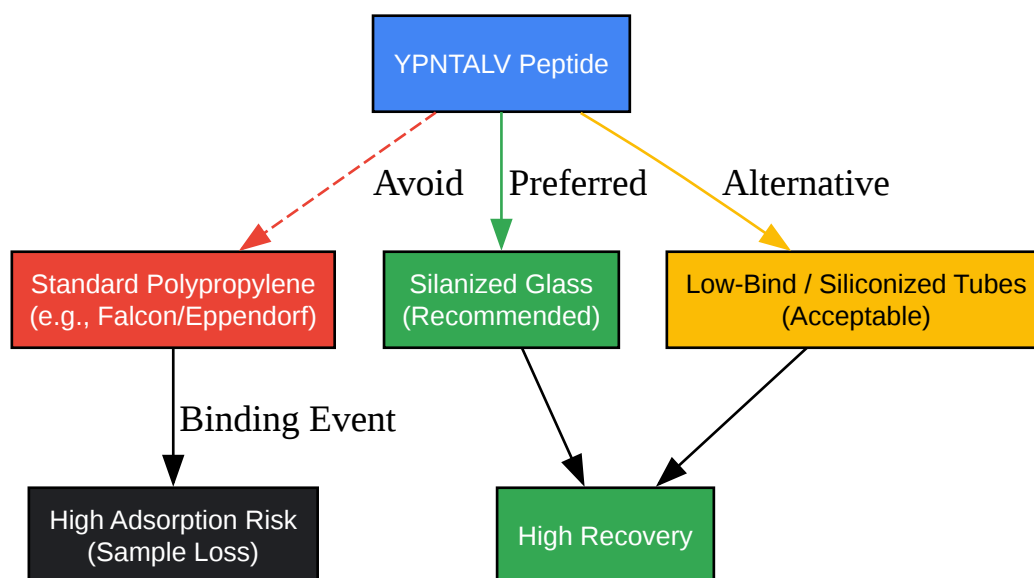 YPNTALV Peptide
Avoid
Preferred
Alternative
Standard Polypropylene
(e.g., Falcon/Eppendorf)
Silanized Glass
(Recommended)
Low-Bind / Siliconized Tubes
(Acceptable)
Binding Event
High Adsorption Risk
(Sample Loss)
High Recovery